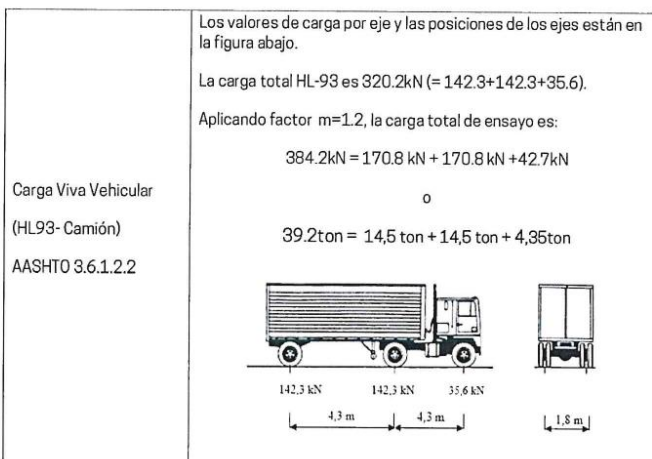 Los valores de carga por eje y las posiciones de los ejes están en
la figura abajo.
La carga total HL-93 es 320.2kN (= 142.3+142.3+35.6).
Aplicando factor m=1.2, la carga total de ensayo es:
384.2kN = 170.8 kN + 170.8 kN +42.7kN
o
39.2ton = 14,5 ton + 14,5 ton + 4,35ton
Carga Viva Vehicular
(HL93- Camión)
AASHTO 3.6.1.2.2
142,3 kN 142,3 kN 35,6 kN
4,3 m 4,3 m 1,8 m